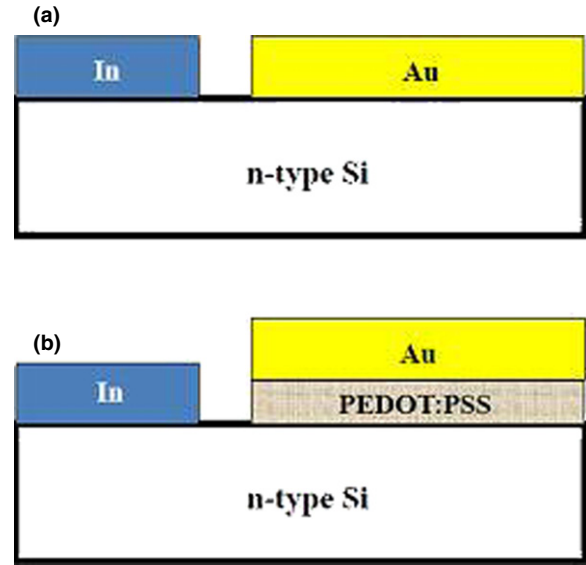 (a)
In
Au
n-type Si
(b)
Au
In
PEDOT:PSS
n-type Si